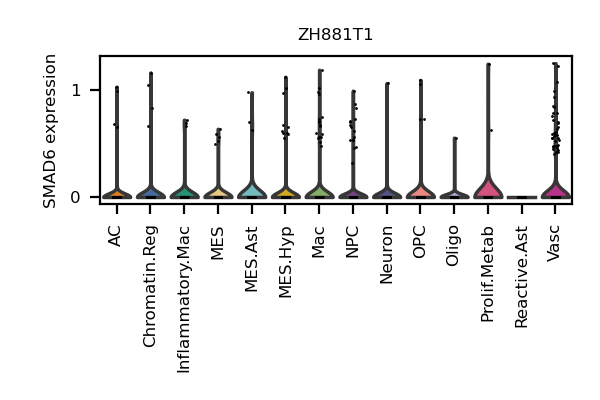 ZH881T1
SMAD6 expression
1
0
AC
Chromatin.Reg
Inflammatory.Mac
MES
MES.Ast
MES.Hyp
Mac
NPC
Neuron
OPC
Oligo
Prolif.Metab
Reactive.Ast
Vasc